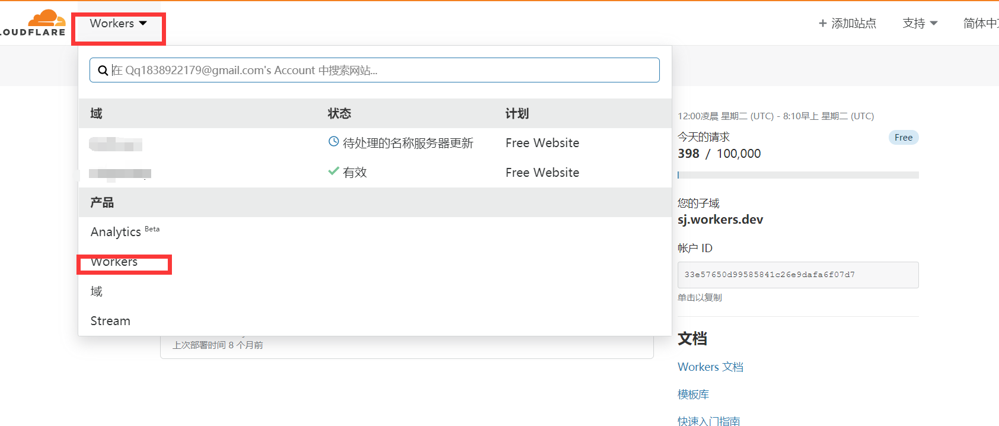 LOUDFLARE
Workers
+ 添加站点
支持
简体中文
在 Qq1838922179@gmail.com's Account 中搜索网站...
域 状态 计划
待处理的名称服务器更新 Free Website
有效 Free Website
产品
Analytics Beta
Workers
域
Stream
上次部署时间 8 个月前
12:00凌晨 星期二 (UTC) - 8:10早上 星期二 (UTC)
今天的请求 Free
398 / 100,000
您的子域
sj.workers.dev
帐户 ID
33e57650d99585841c26e9dafa6f07d7
单击以复制
文档
Workers 文档
模板库
快速入门指南